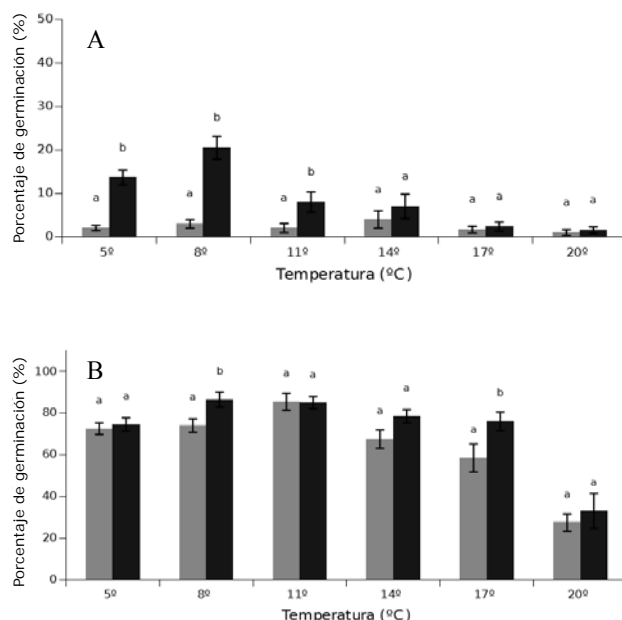 A
Porcentaje de germinación (%)
50
40
30
20
10
0
a b a b a b a a a a a a
5º 8º 11º 14º 17º 20º
Temperatura (ºC)
B
Porcentaje de germinación (%)
100
80
60
40
20
0
a a a b a a a a a b a a
5º 8º 11º 14º 17º 20º
Temperatura (ºC)